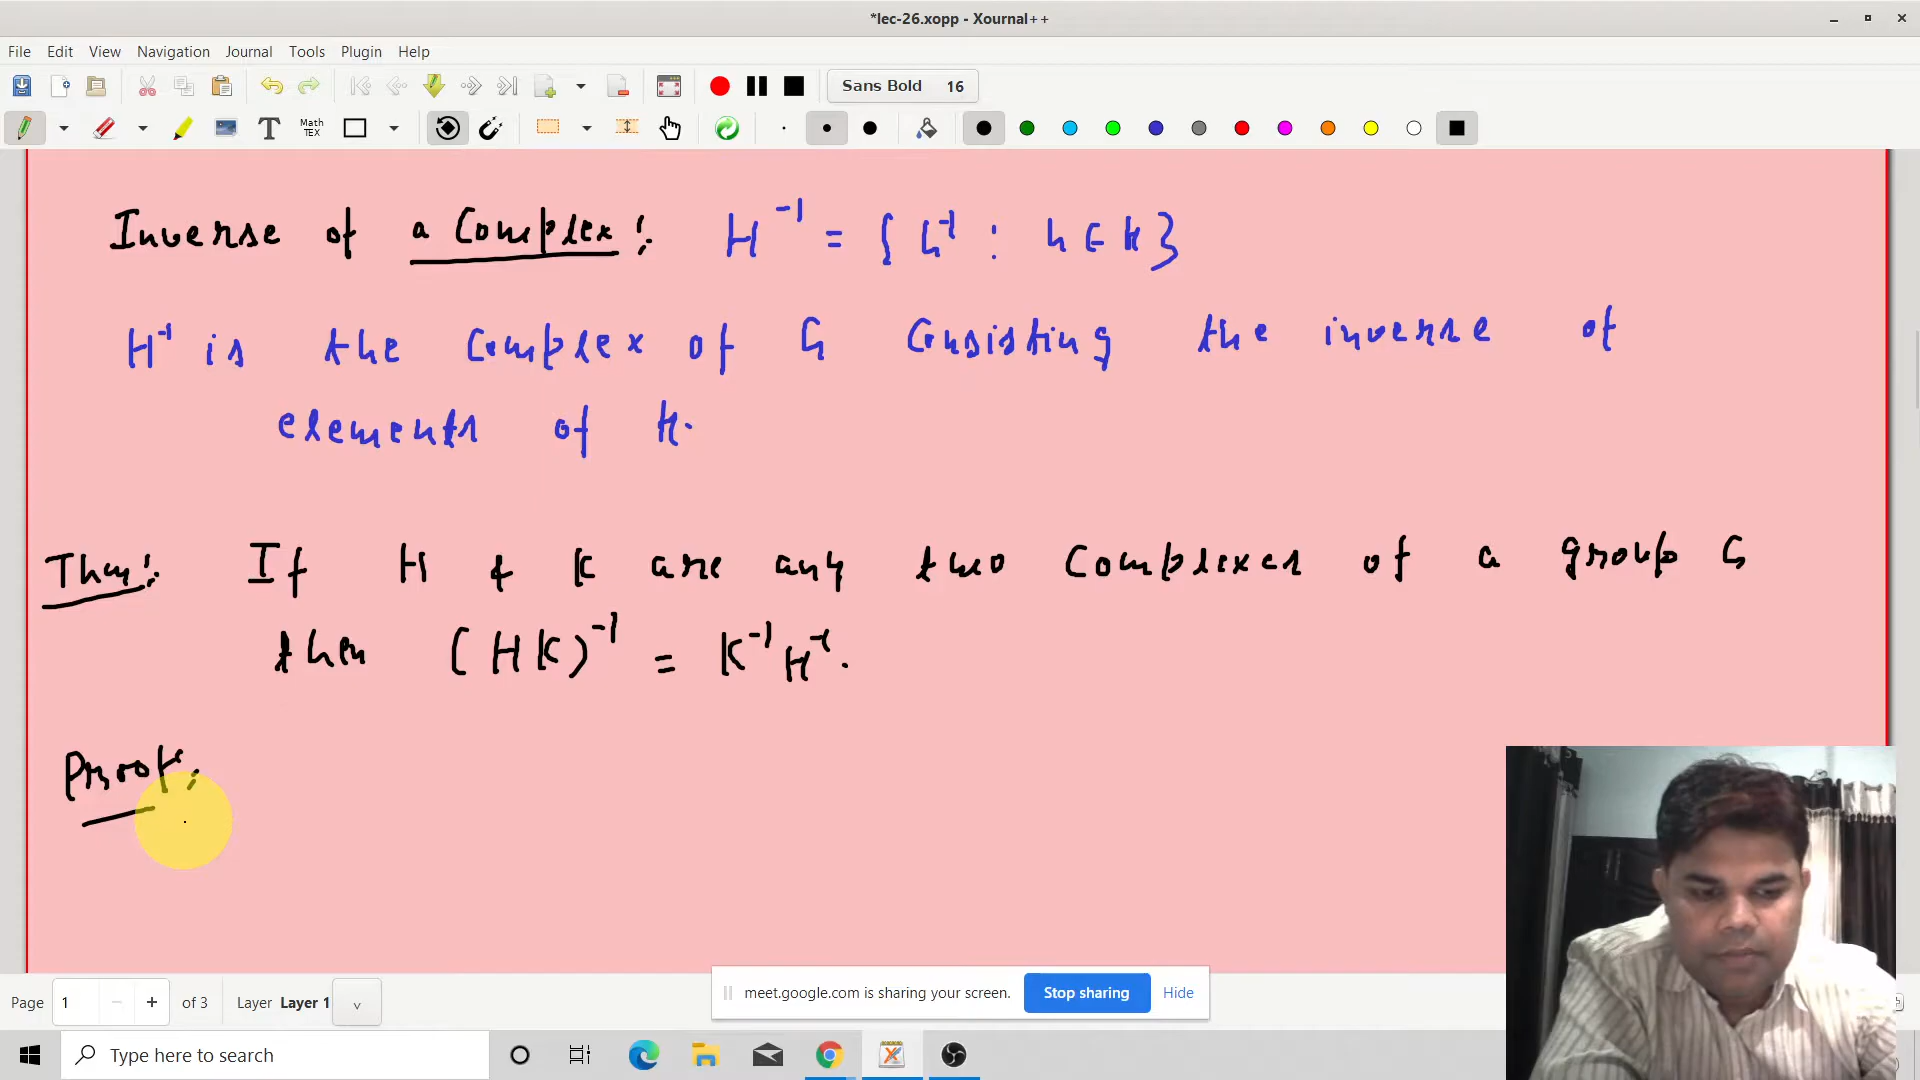 *lec-26.xopp - Xournal++
File Edit View Navigation Journal Tools Plugin Help
Sans Bold 16
Math TEX
Inverse of a Complex: H⁻¹ = { h⁻¹ : h ∈ H }
H⁻¹ is the Complex of G Consisting the inverse of
elements of H.
Thm: If H & K are any two Complexes of a group G
then (HK)⁻¹ = K⁻¹ H⁻¹.
Proof:
Page 1 of 3 Layer Layer 1
meet.google.com is sharing your screen. Stop sharing Hide
Type here to search